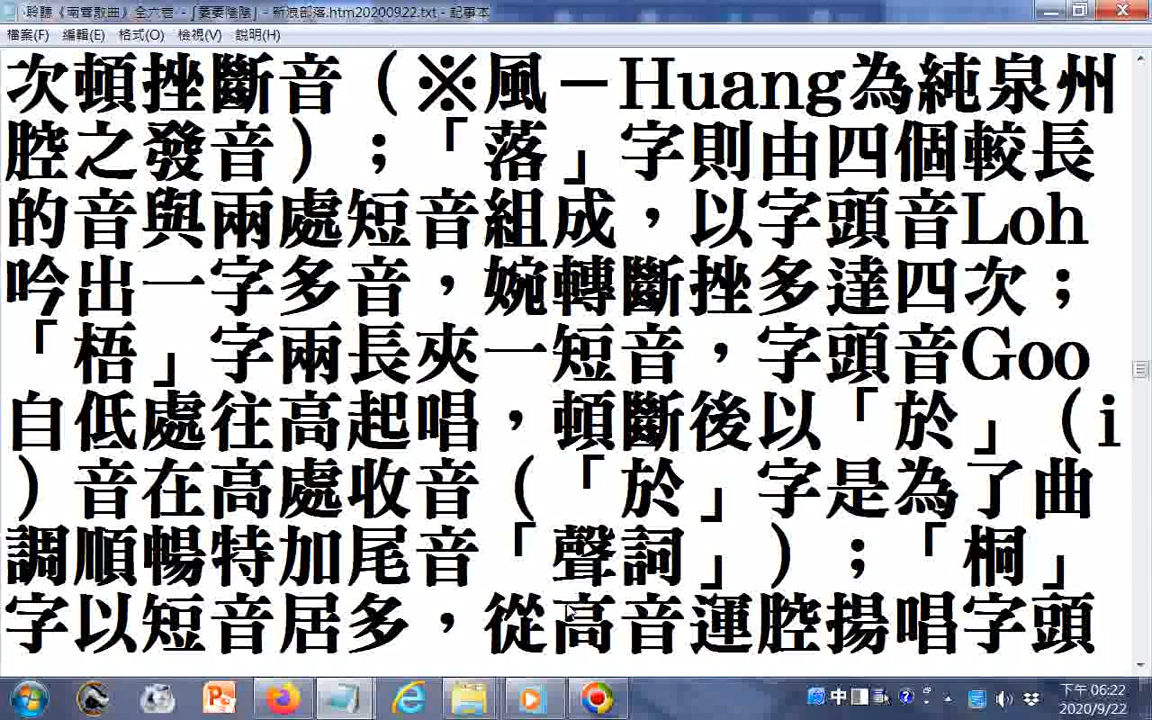 聆聽《南管散曲》全六卷 - ⌈萋萋隂隂⌋ - 新浪部落.htm20200922.txt - 記事本
檔案(F) 編輯(E) 格式(O) 檢視(V) 說明(H)
次頓挫斷音（※風－Huang為純泉州
腔之發音）；「落」字則由四個較長
的音與兩處短音組成，以字頭音Loh
吟出一字多音，婉轉斷挫多達四次；
「梧」字兩長夾一短音，字頭音Goo
自低處往高起唱，頓斷後以「於」（i
）音在高處收音（「於」字是為了曲
調順暢特加尾音「聲詞」）；「桐」
字以短音居多，從高音運腔揚唱字頭
中
下午 06:22
2020/9/22